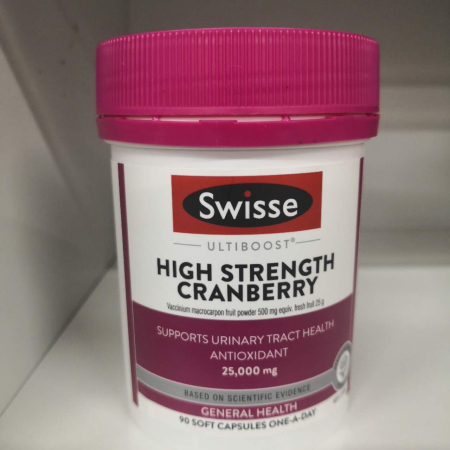 Swisse
ULTIBOOST®
HIGH STRENGTH
CRANBERRY
Vaccinium macrocarpon fruit powder 500 mg equiv. fresh fruit 25 g
SUPPORTS URINARY TRACT HEALTH
ANTIOXIDANT
25,000 mg
BASED ON SCIENTIFIC EVIDENCE
GENERAL HEALTH
90 SOFT CAPSULES ONE-A-DAY